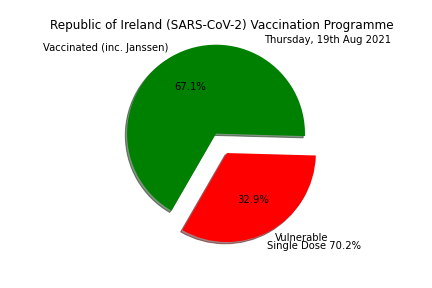 Republic of Ireland (SARS-CoV-2) Vaccination Programme
Thursday, 19th Aug 2021
Vaccinated (inc. Janssen)
67.1%
32.9%
Vulnerable
Single Dose 70.2%